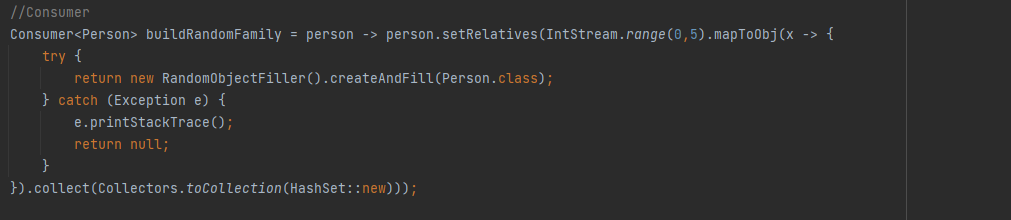 //Consumer
Consumer<Person> buildRandomFamily = person -> person.setRelatives(IntStream.range(0,5).mapToObj(x -> {
    try {
        return new RandomObjectFiller().createAndFill(Person.class);
    } catch (Exception e) {
        e.printStackTrace();
        return null;
    }
}).collect(Collectors.toCollection(HashSet::new)));